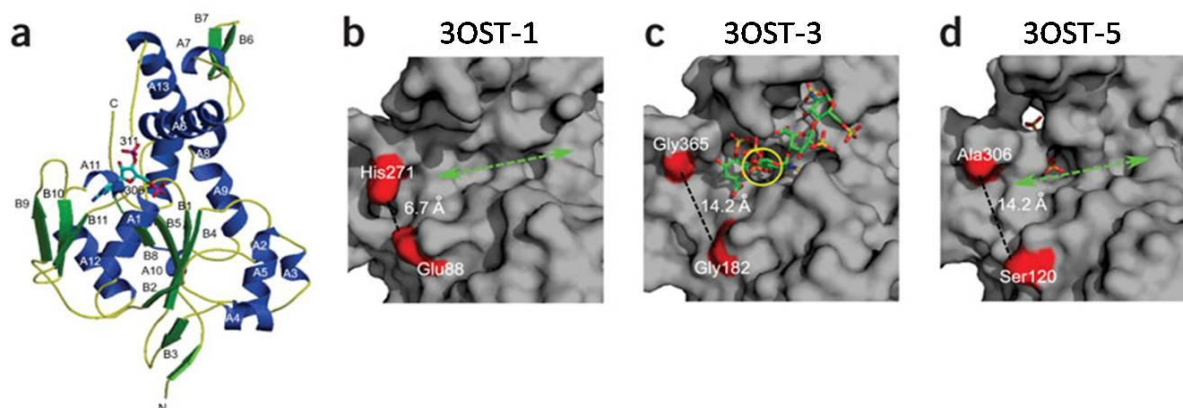 a
B7
B6
A7
A13
C
A6
311
A8
A11
306
B10
B9
A9
A1
B1
B11
B5
B4
A12
B8
A2
A10
A5
A3
B2
A4
B3
N
b 3OST-1
His271
6.7 Å
Glu88
c 3OST-3
Gly365
14.2 Å
Gly182
d 3OST-5
Ala306
14.2 Å
Ser120